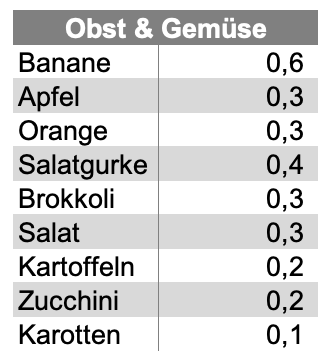 Obst & Gemüse
Banane 0,6
Apfel 0,3
Orange 0,3
Salatgurke 0,4
Brokkoli 0,3
Salat 0,3
Kartoffeln 0,2
Zucchini 0,2
Karotten 0,1